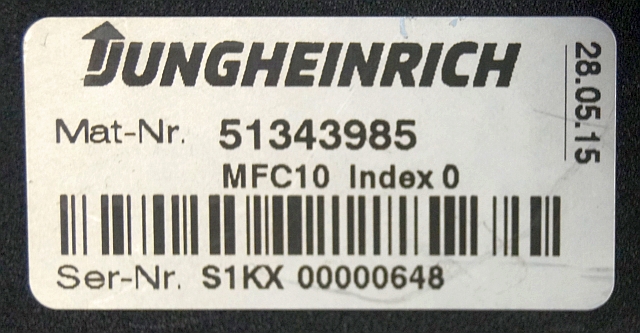 JUNGHEINRICH
28.05.15
Mat-Nr. 51343985
MFC10 Index 0
Ser-Nr. S1KX 00000648